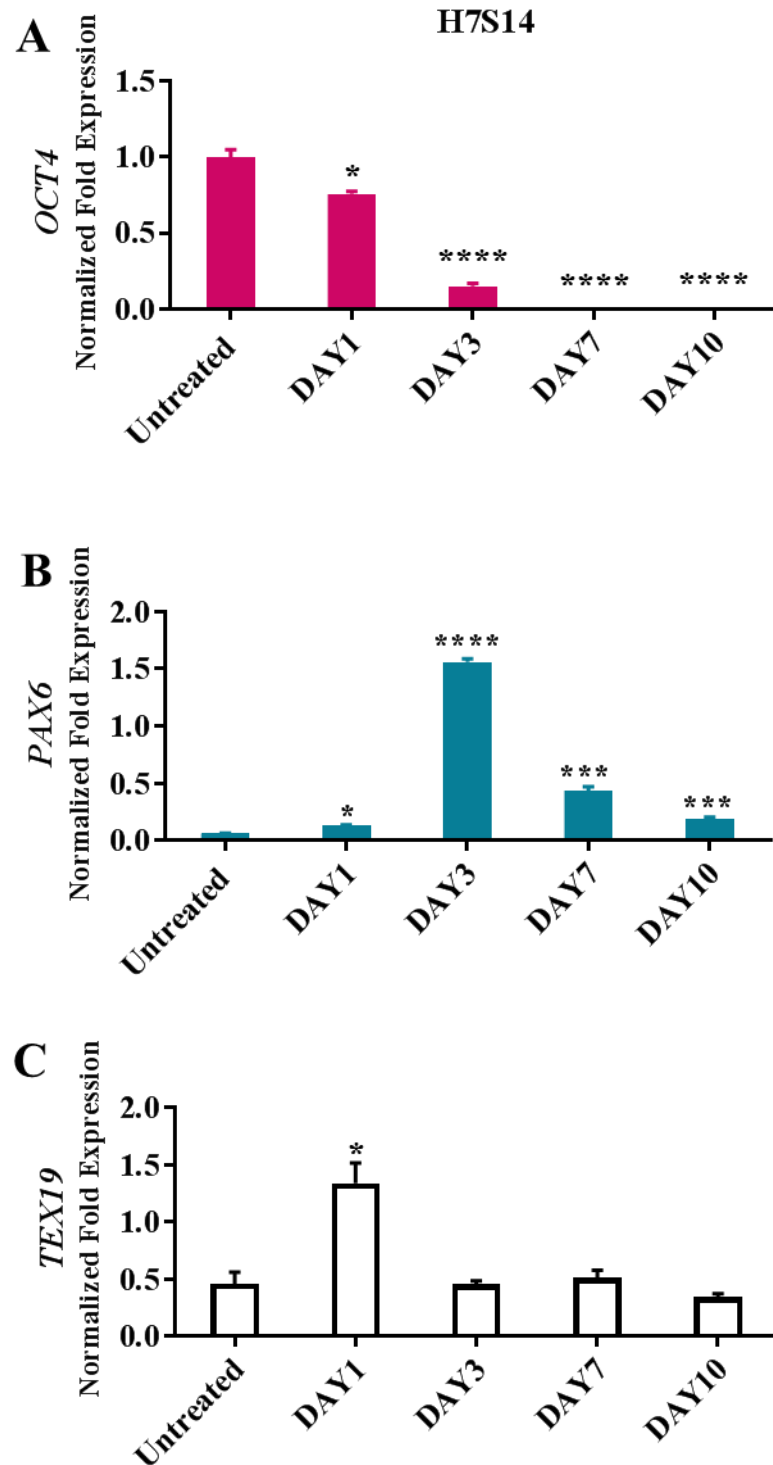 H7S14
A
OCT4
Normalized Fold Expression
1.5
1.0
0.5
0.0
*
****
****
****
Untreated
DAY1
DAY3
DAY7
DAY10
B
PAX6
Normalized Fold Expression
2.0
1.5
1.0
0.5
0.0
*
****
***
***
Untreated
DAY1
DAY3
DAY7
DAY10
C
TEX19
Normalized Fold Expression
2.0
1.5
1.0
0.5
0.0
*
Untreated
DAY1
DAY3
DAY7
DAY10